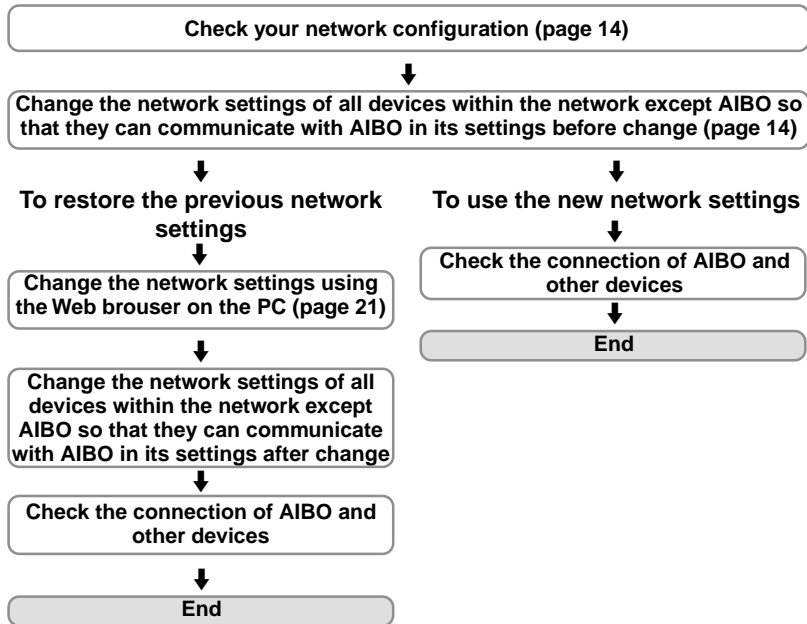 Check your network configuration (page 14)
Change the network settings of all devices within the network except AIBO so
that they can communicate with AIBO in its settings before change (page 14)
To restore the previous network
settings
Change the network settings using
the Web brouser on the PC (page 21)
Change the network settings of all
devices within the network except
AIBO so that they can communicate
with AIBO in its settings after change
Check the connection of AIBO and
other devices
End
To use the new network settings
Check the connection of AIBO and
other devices
End